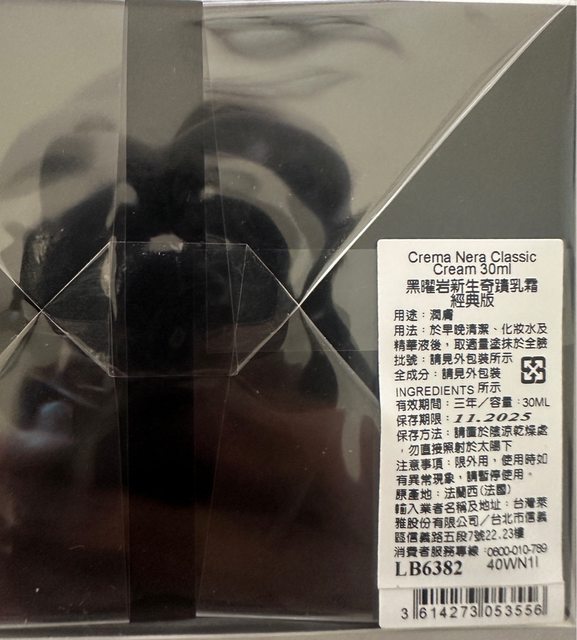 Crema Nera Classic
Cream 30ml
黑曜岩新生奇蹟乳霜
經典版
用途：潤膚
用法：於早晚清潔、化妝水及
精華液後，取適量塗抹於全臉
批號：請見外包裝所示
全成分：請見外包裝
INGREDIENTS 所示
有效期間：三年／容量：30ML
保存期限：11.2025
保存方法：請置於陰涼乾燥處
，勿直接照射於太陽下
注意事項：限外用，使用時如
有異常現象，請暫停使用。
原產地：法蘭西(法國)
輸入業者名稱及地址：台灣萊
雅股份有限公司／台北市信義
區信義路五段7號22.23樓
消費者服務專線：0800-010-789
LB6382 40WN1I
3 614273 053556